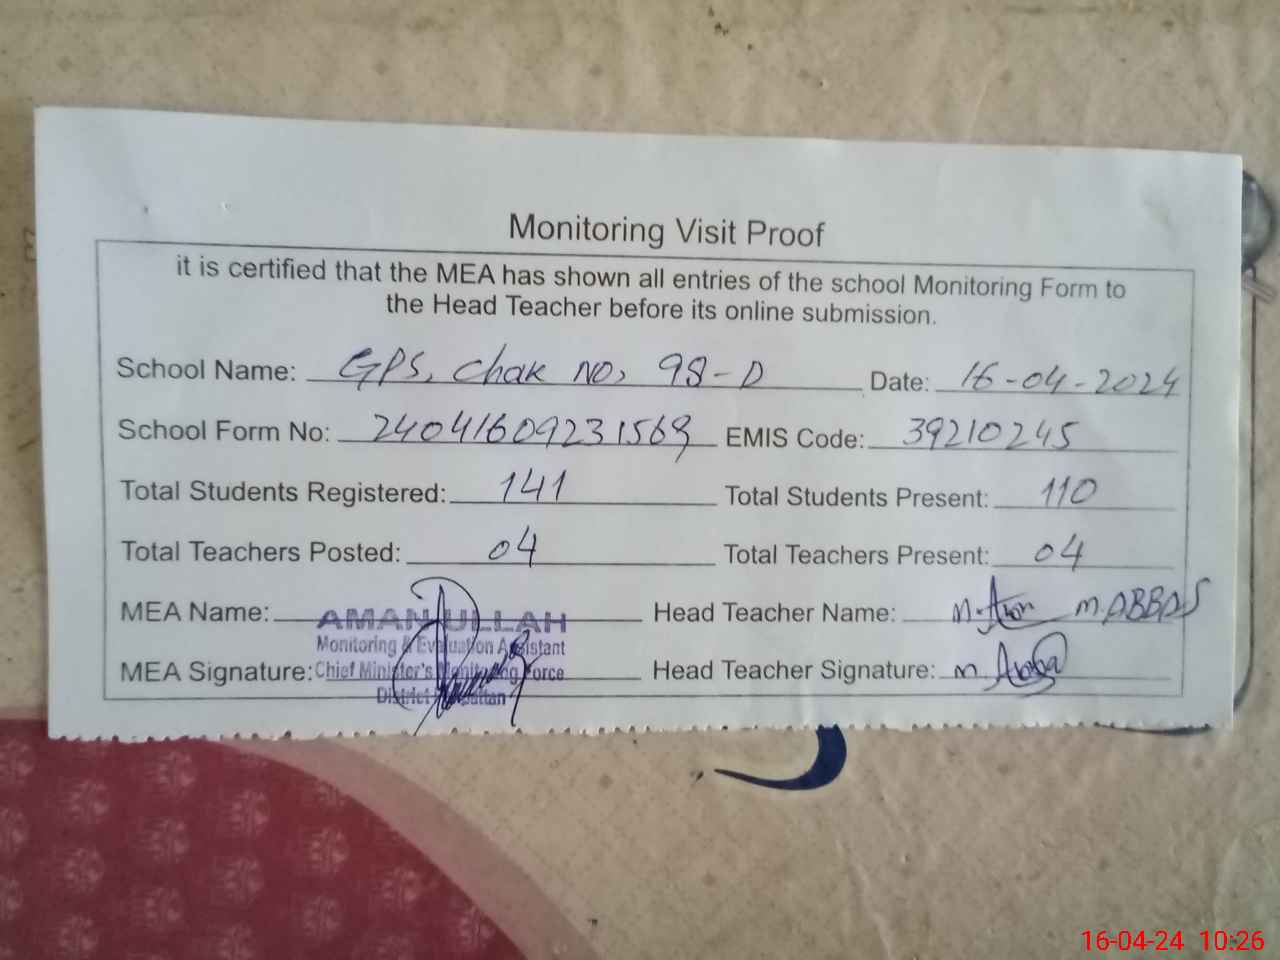 Monitoring Visit Proof
it is certified that the MEA has shown all entries of the school Monitoring Form to
the Head Teacher before its online submission.
School Name: GPS, Chak NO, 98-D Date: 16-04-2024
School Form No: 24041609231569 EMIS Code: 39210245
Total Students Registered: 141 Total Students Present: 110
Total Teachers Posted: 04 Total Teachers Present: 04
MEA Name: AMAN ULLAH Head Teacher Name: M. ABBAS
Monitoring & Evaluation Assistant
MEA Signature: Chief Minister's Monitoring Force Head Teacher Signature:
District
16-04-24 10:26